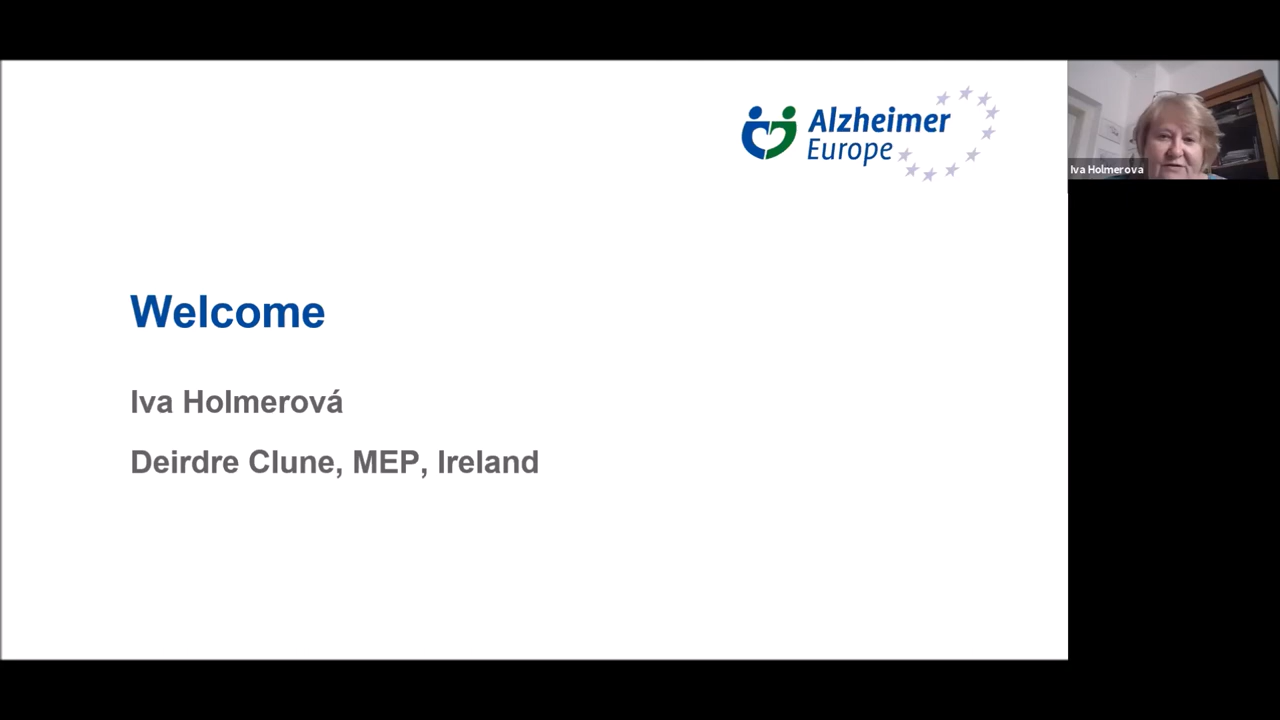 Alzheimer
Europe
Iva Holmerova
Welcome
Iva Holmerová
Deirdre Clune, MEP, Ireland